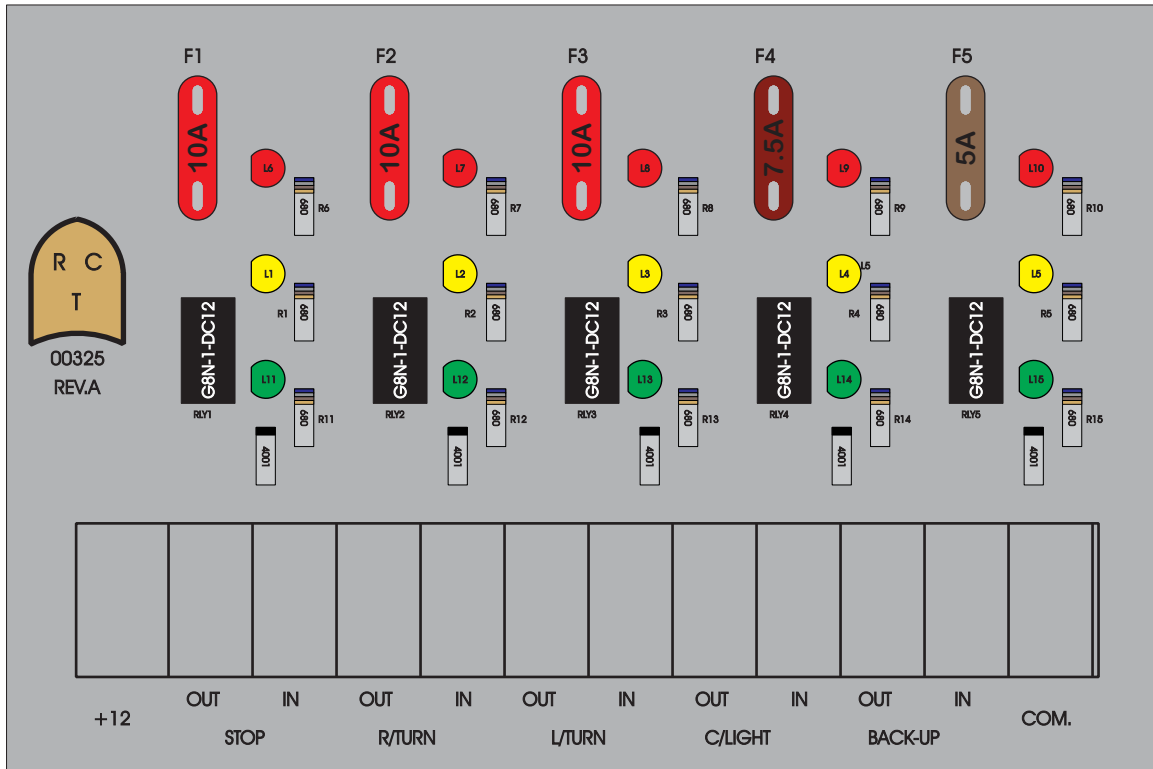 F1 F2 F3 F4 F5
10A 10A 10A 7.5A 5A
L6 L7 L8 L9 L10
680 680 680 680 680
R6 R7 R8 R9 R10
R C
T
00325
REV.A
L1 L2 L3 L4 L5 L5
R1 R2 R3 R4 R5
680 680 680 680 680
G8N-1-DC12 G8N-1-DC12 G8N-1-DC12 G8N-1-DC12 G8N-1-DC12
L11 L12 L13 L14 L15
RLY1 RLY2 RLY3 RLY4 RLY5
680 680 680 680 680
R11 R12 R13 R14 R15
4001 4001 4001 4001 4001
+12 OUT IN OUT IN OUT IN OUT IN OUT IN COM.
STOP R/TURN L/TURN C/LIGHT BACK-UP